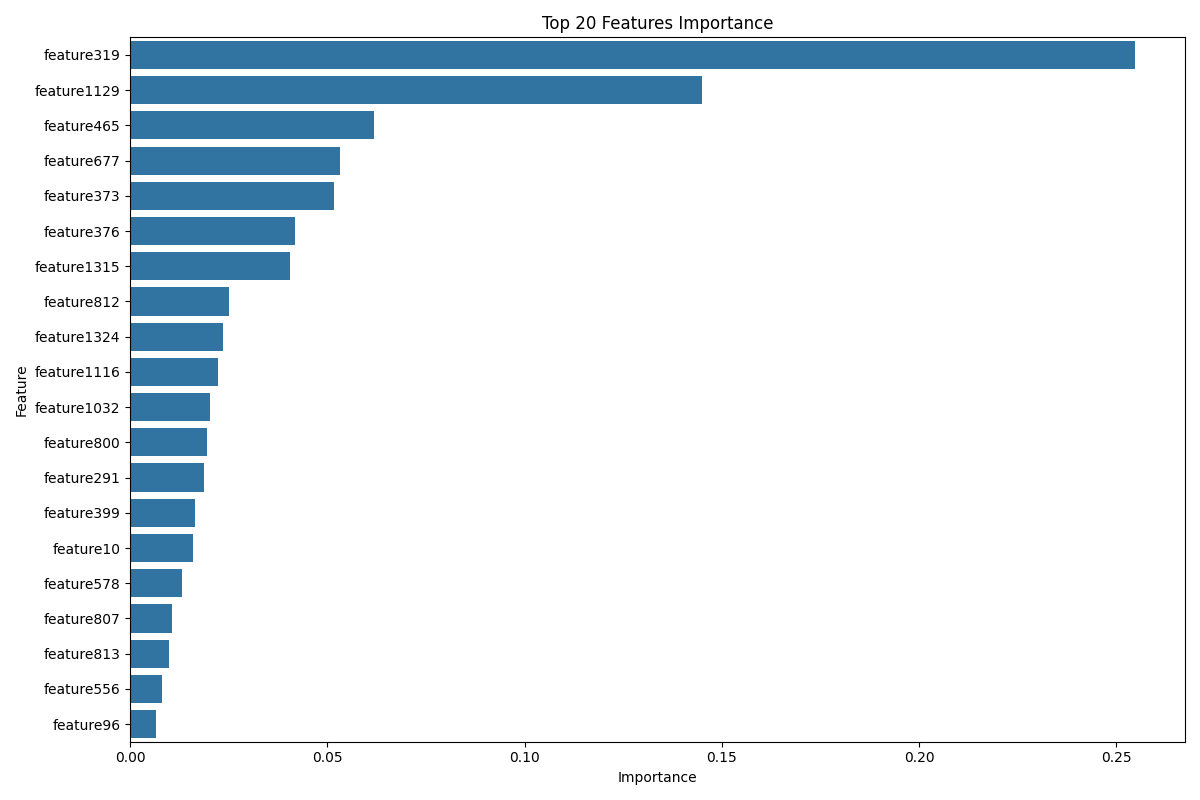 Top 20 Features Importance
feature319
feature1129
feature465
feature677
feature373
feature376
feature1315
feature812
feature1324
feature1116
feature1032
feature800
feature291
feature399
feature10
feature578
feature807
feature813
feature556
feature96
Feature
0.00 0.05 0.10 0.15 0.20 0.25
Importance